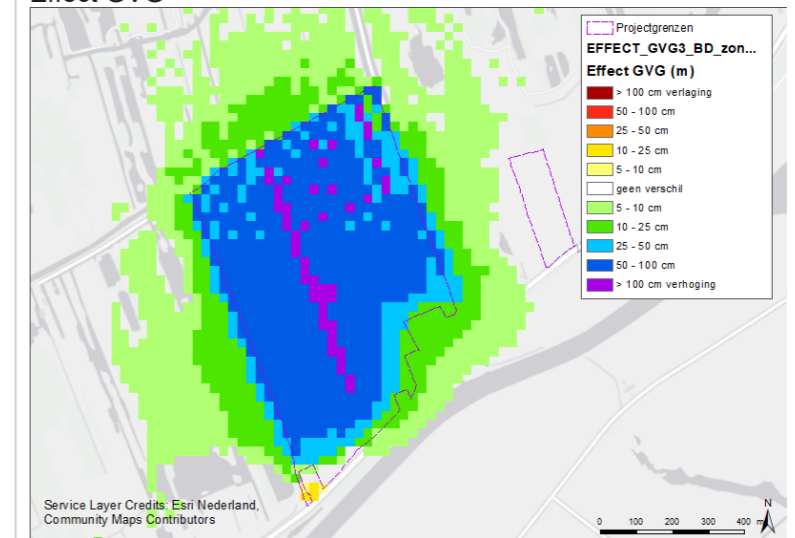 Effect GVG
Projectgrenzen
EFFECT_GVG3_BD_zon...
Effect GVG (m)
> 100 cm verlaging
50 - 100 cm
25 - 50 cm
10 - 25 cm
5 - 10 cm
geen verschil
5 - 10 cm
10 - 25 cm
25 - 50 cm
50 - 100 cm
> 100 cm verhoging
Service Layer Credits: Esri Nederland,
Community Maps Contributors
N
0 100 200 300 400 m